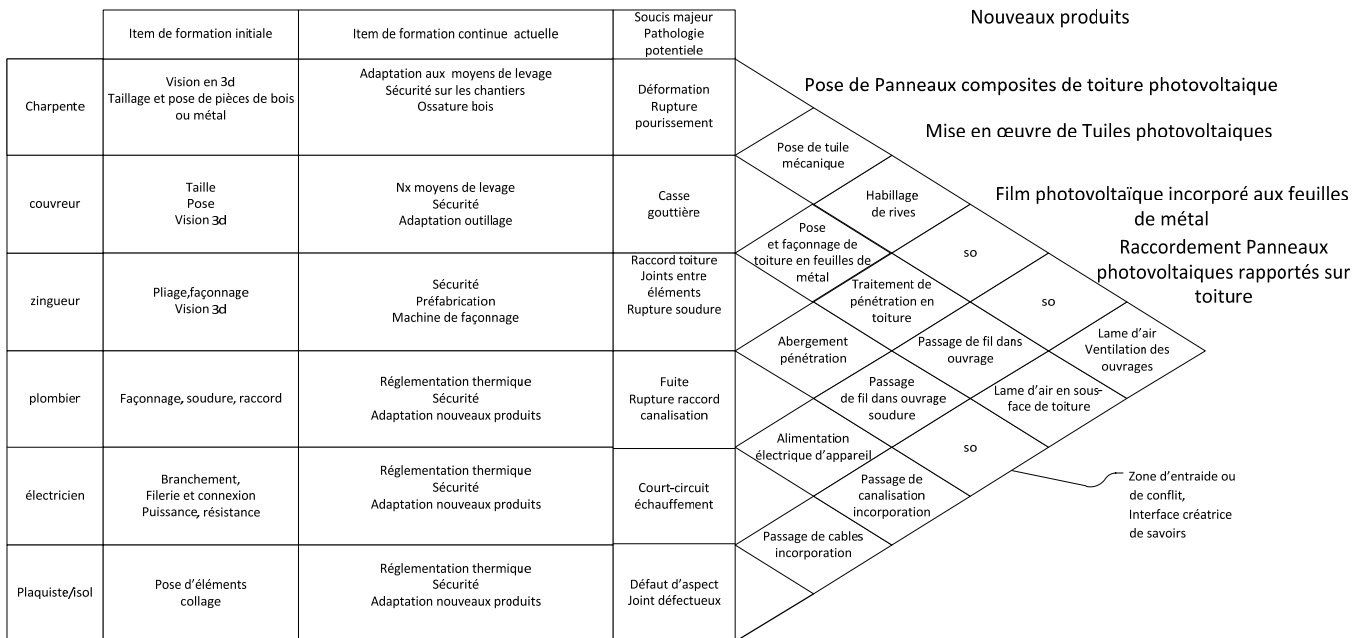 Item de formation initiale
Item de formation continue actuelle
Soucis majeur
Pathologie
potentiele
Nouveaux produits
Charpente
Vision en 3d
Taillage et pose de pièces de bois
ou métal
Adaptation aux moyens de levage
Sécurité sur les chantiers
Ossature bois
Déformation
Rupture
pourissement
couvreur
Taille
Pose
Vision 3d
Nx moyens de levage
Sécurité
Adaptation outillage
Casse
gouttière
zingueur
Pliage,façonnage
Vision 3d
Sécurité
Préfabrication
Machine de façonnage
Raccord toiture
Joints entre
éléments
Rupture soudure
plombier
Façonnage, soudure, raccord
Réglementation thermique
Sécurité
Adaptation nouveaux produits
Fuite
Rupture raccord
canalisation
électricien
Branchement,
Filerie et connexion
Puissance, résistance
Réglementation thermique
Sécurité
Adaptation nouveaux produits
Court-circuit
échauffement
Plaquiste/isol
Pose d’éléments
collage
Réglementation thermique
Sécurité
Adaptation nouveaux produits
Défaut d’aspect
Joint défectueux
Pose de Panneaux composites de toiture photovoltaique
Mise en œuvre de Tuiles photovoltaiques
Film photovoltaïque incorporé aux feuilles
de métal
Raccordement Panneaux
photovoltaiques rapportés sur
toiture
Pose de tuile
mécanique
Habillage
de rives
Pose
et façonnage de
toiture en feuilles de
métal
so
Traitement de
pénétration en
toiture
so
Abergement
pénétration
Passage de fil dans
ouvrage
Lame d’air
Ventilation des
ouvrages
Passage
de fil dans ouvrage
soudure
Lame d’air en sous-
face de toiture
Alimentation
électrique d’appareil
so
Passage de
canalisation
incorporation
Passage de cables
incorporation
Zone d’entraide ou
de conflit,
Interface créatrice
de savoirs